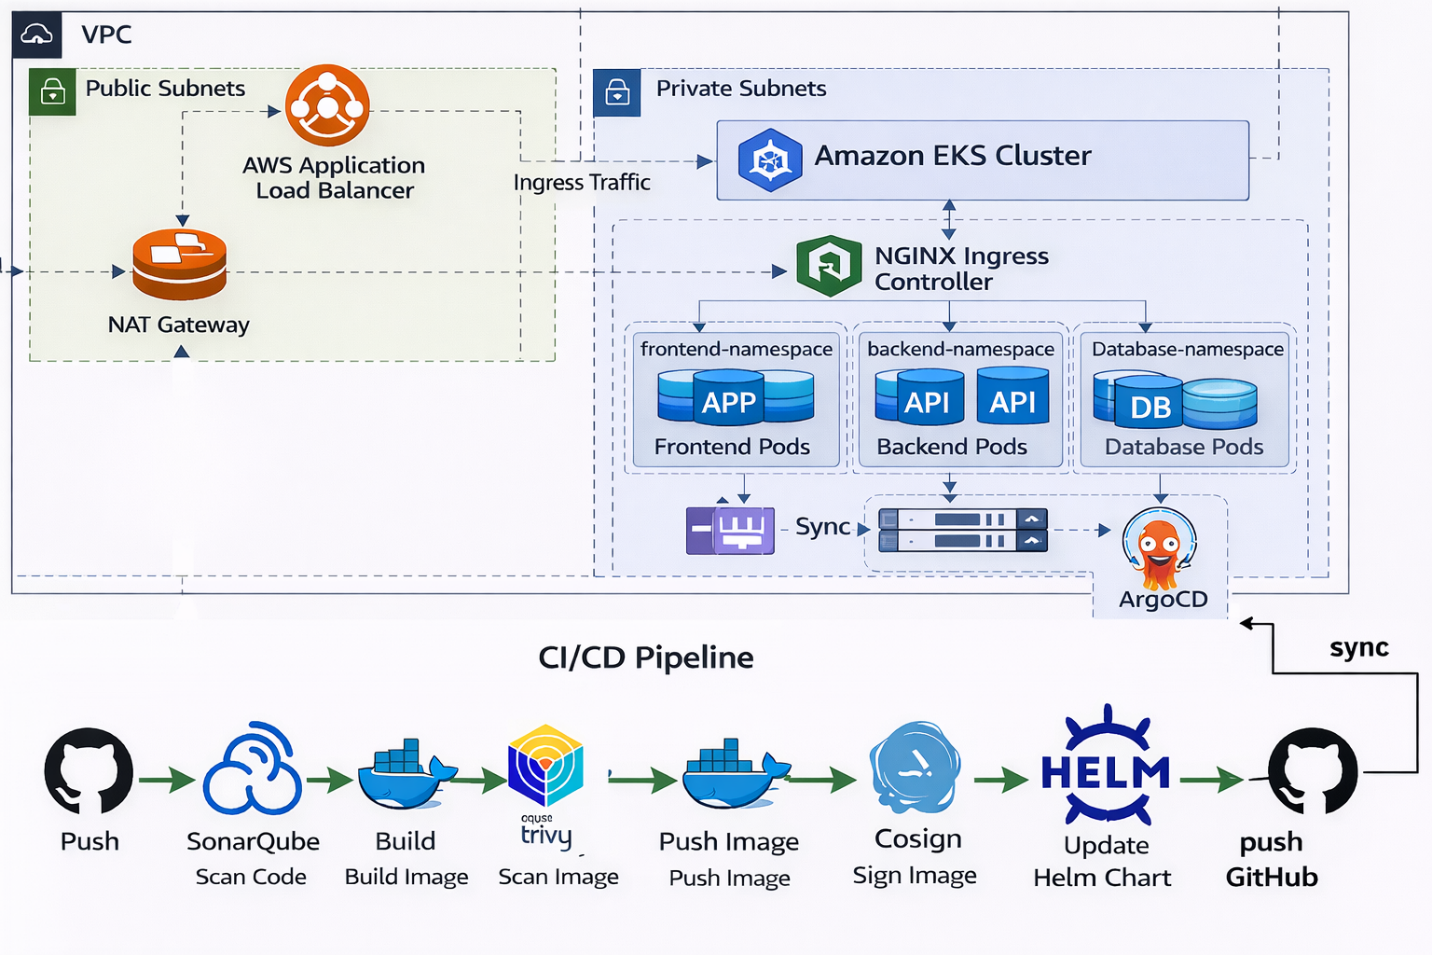 VPC
Public Subnets
AWS Application
Load Balancer
NAT Gateway
Ingress Traffic
Private Subnets
Amazon EKS Cluster
NGINX Ingress
Controller
frontend-namespace
APP
Frontend Pods
backend-namespace
API
API
Backend Pods
Database-namespace
DB
Database Pods
Sync
ArgoCD
sync
CI/CD Pipeline
Push
SonarQube
Scan Code
Build
Build Image
trivy
Scan Image
Push Image
Push Image
Cosign
Sign Image
HELM
Update
Helm Chart
push
GitHub